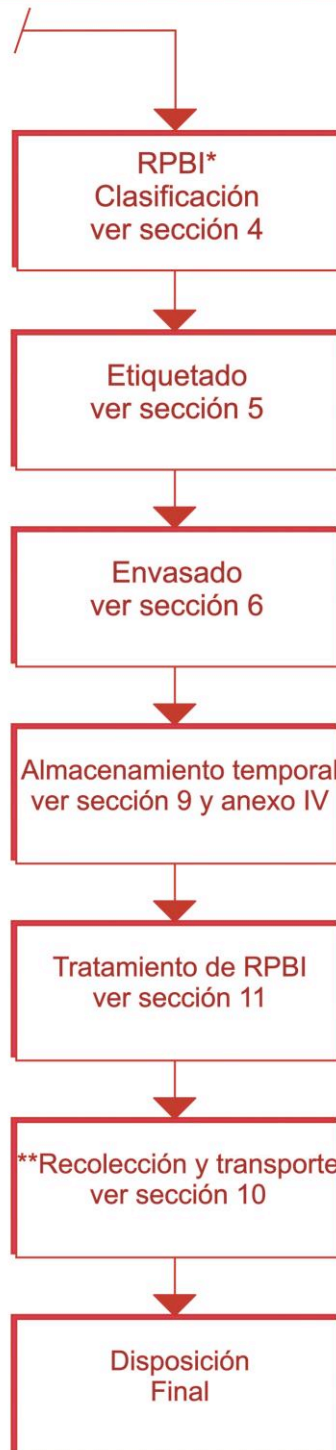 RPBI*
Clasificación
ver sección 4
Etiquetado
ver sección 5
Envasado
ver sección 6
Almacenamiento temporal
ver sección 9 y anexo IV
Tratamiento de RPBI
ver sección 11
**Recolección y transporte
ver sección 10
Disposición
Final